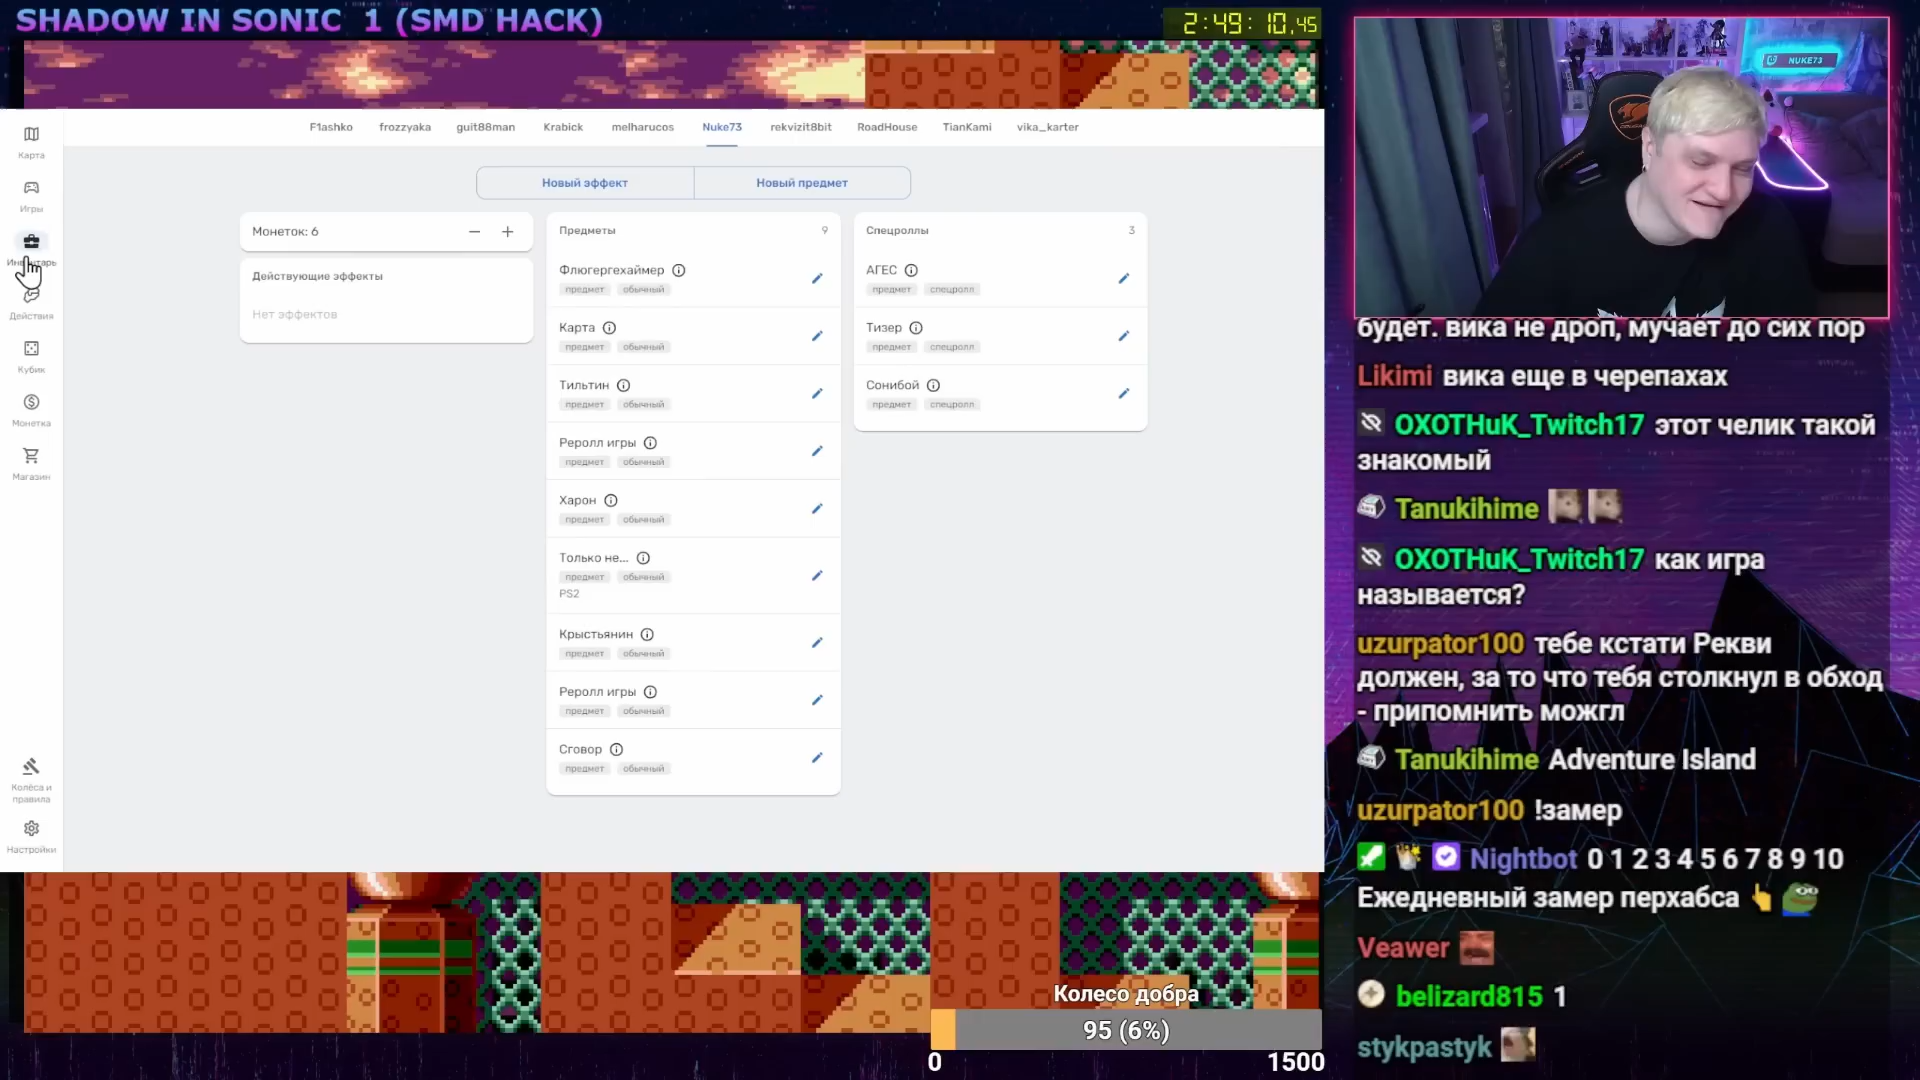 SHADOW IN SONIC 1 (SMD HACK)
2:49:10,45
NUKE73
F1ashko frozzyaka guit88man Krabick melharucos Nuke73 rekvizit8bit RoadHouse TianKami vika_karter
Карта
Игры
Инвентарь
Действия
Кубик
Монетка
Магазин
Колёса и
правила
Настройки
Новый эффект Новый предмет
Монеток: 6 − +
Действующие эффекты
Нет эффектов
Предметы 9
Флюгергехаймер
предмет обычный
Карта
предмет обычный
Тильтин
предмет обычный
Реролл игры
предмет обычный
Харон
предмет обычный
Только не...
предмет обычный
PS2
Крыстьянин
предмет обычный
Реролл игры
предмет обычный
Сговор
предмет обычный
Спецроллы 3
АГЕС
предмет спецролл
Тизер
предмет спецролл
Сонибой
предмет спецролл
Колесо добра
95 (6%)
0 1500
будет. вика не дроп, мучает до сих пор
Likimi вика еще в черепахах
OXOTHuK_Twitch17 этот челик такой
знакомый
Tanukihime
OXOTHuK_Twitch17 как игра
называется?
uzurpator100 тебе кстати Рекви
должен, за то что тебя столкнул в обход
- припомнить можгл
Tanukihime Adventure Island
uzurpator100 !замер
Nightbot 0 1 2 3 4 5 6 7 8 9 10
Ежедневный замер перхабса
Veawer
belizard815 1
stykpastyk